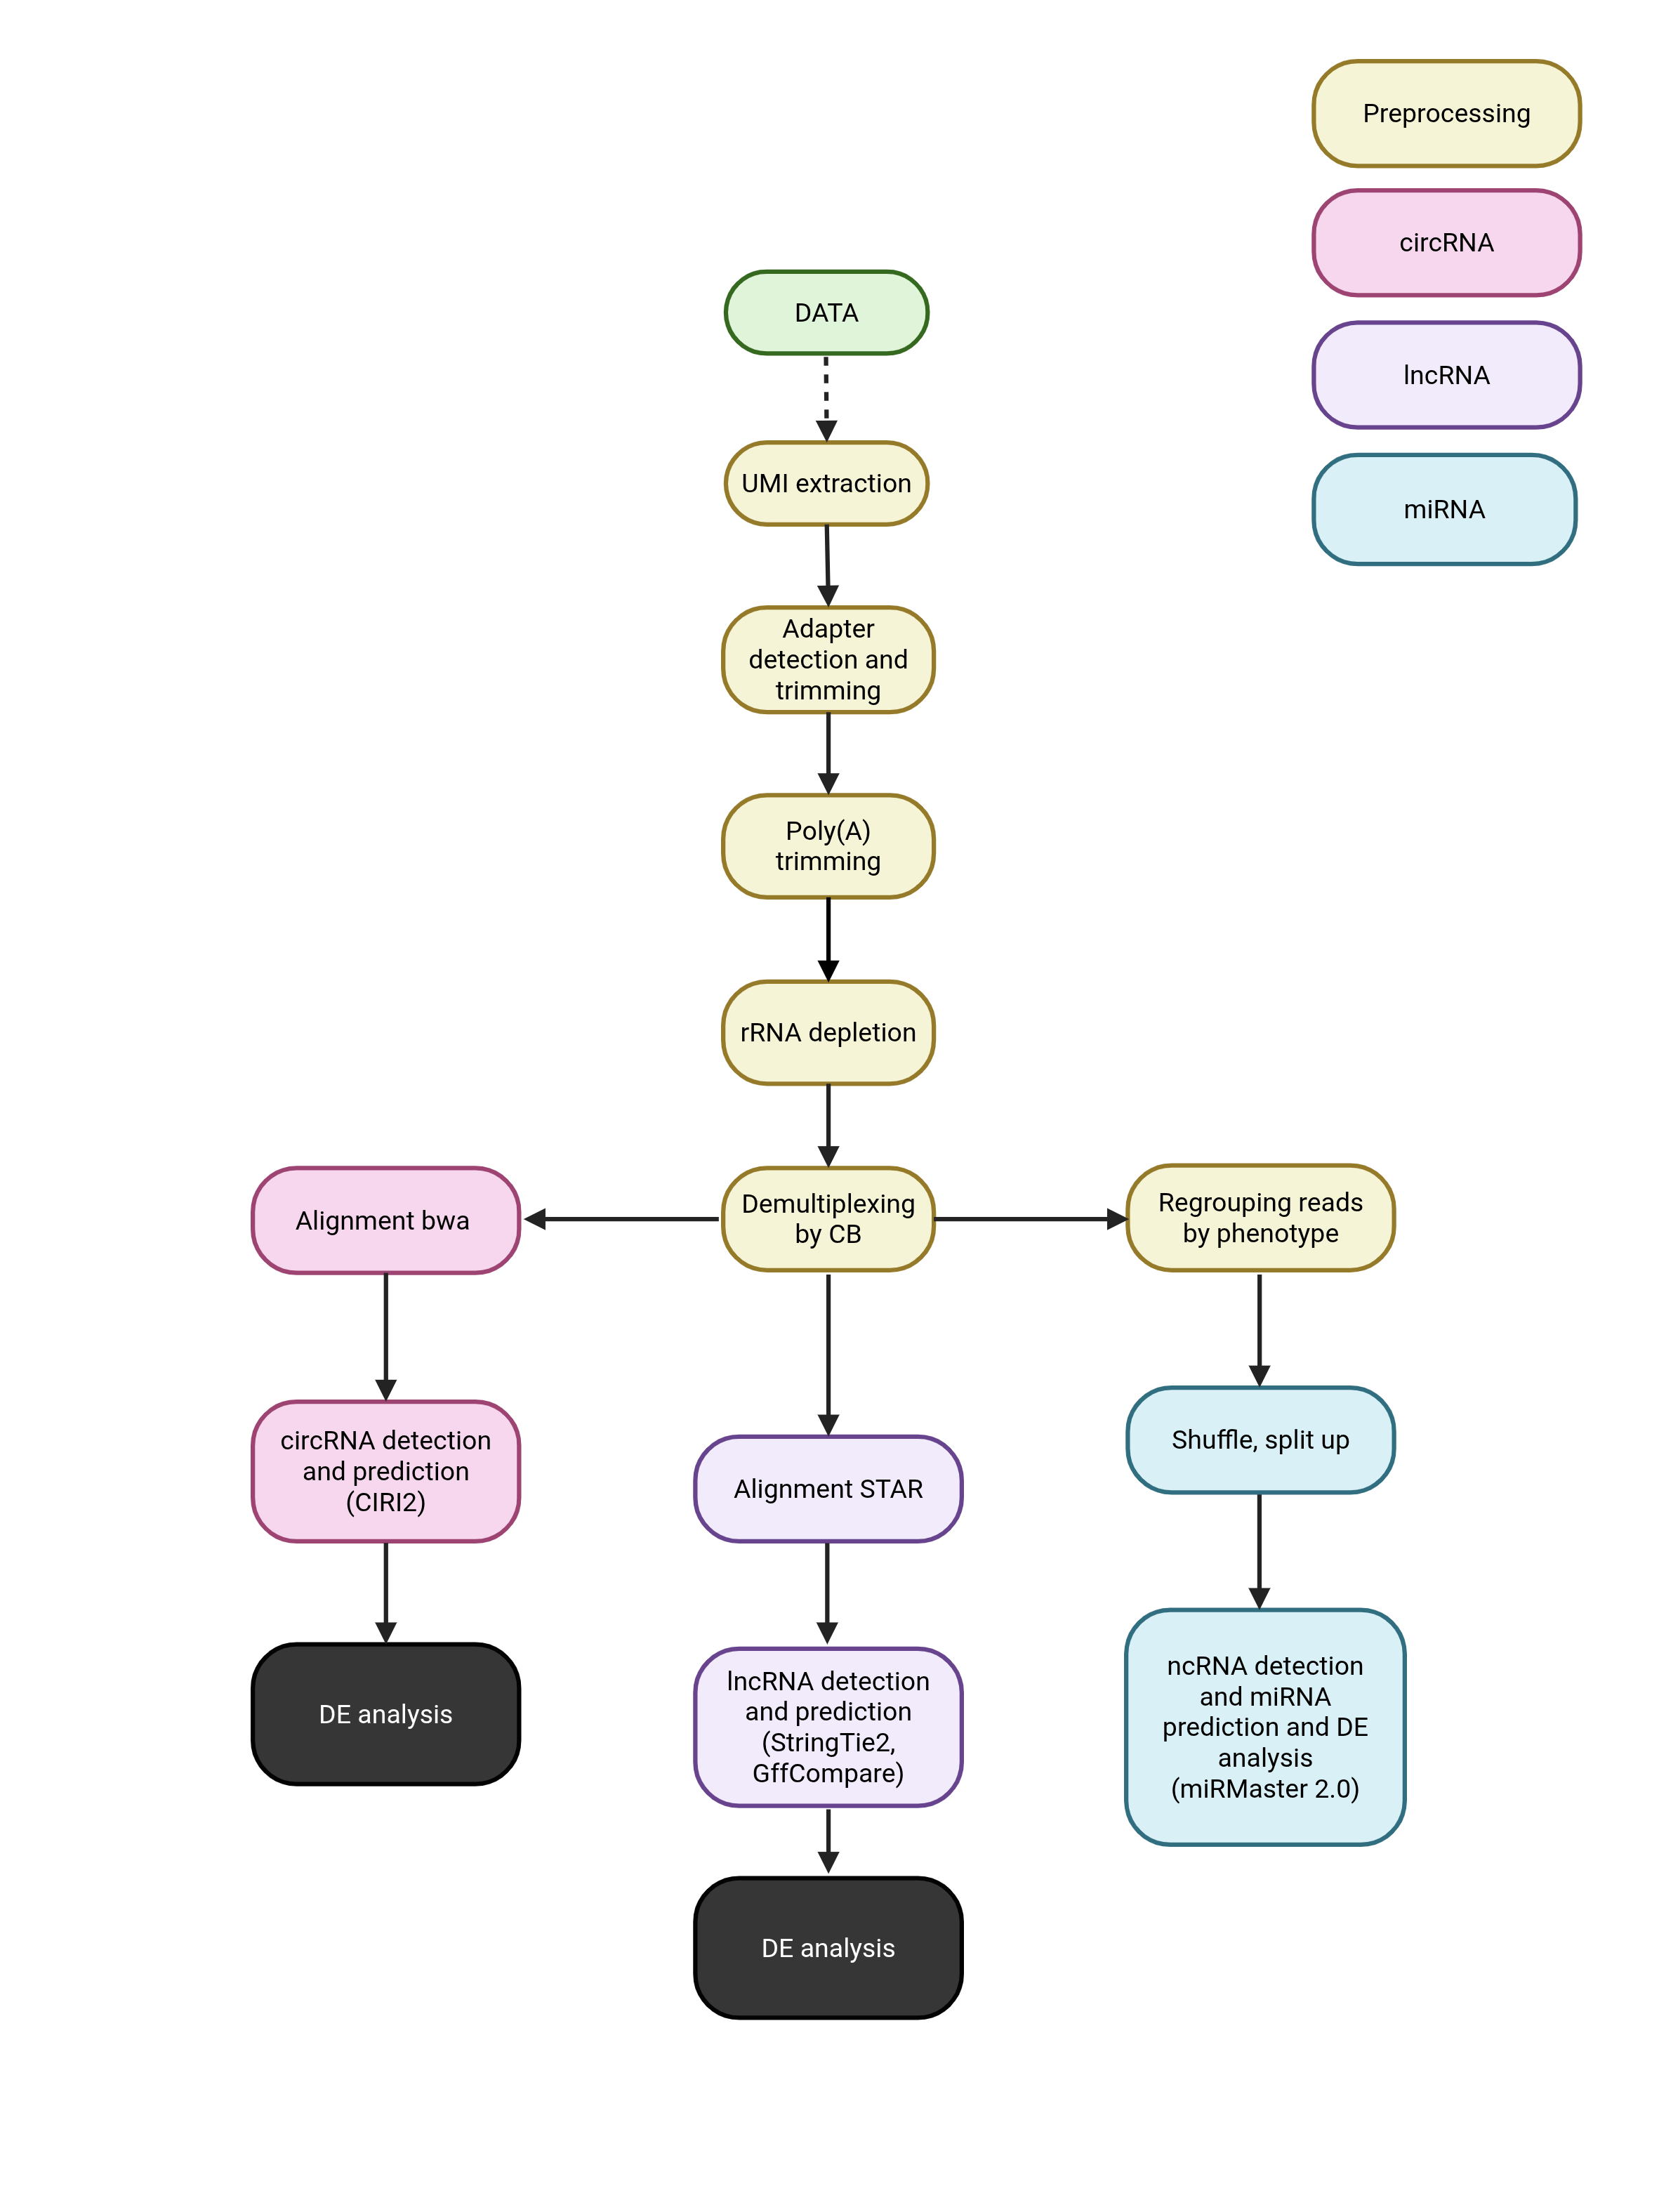 Preprocessing
circRNA
lncRNA
miRNA
DATA
UMI extraction
Adapter
detection and
trimming
Poly(A)
trimming
rRNA depletion
Alignment bwa
Demultiplexing
by CB
Regrouping reads
by phenotype
circRNA detection
and prediction
(CIRI2)
Alignment STAR
Shuffle, split up
DE analysis
lncRNA detection
and prediction
(StringTie2,
GffCompare)
ncRNA detection
and miRNA
prediction and DE
analysis
(miRMaster 2.0)
DE analysis